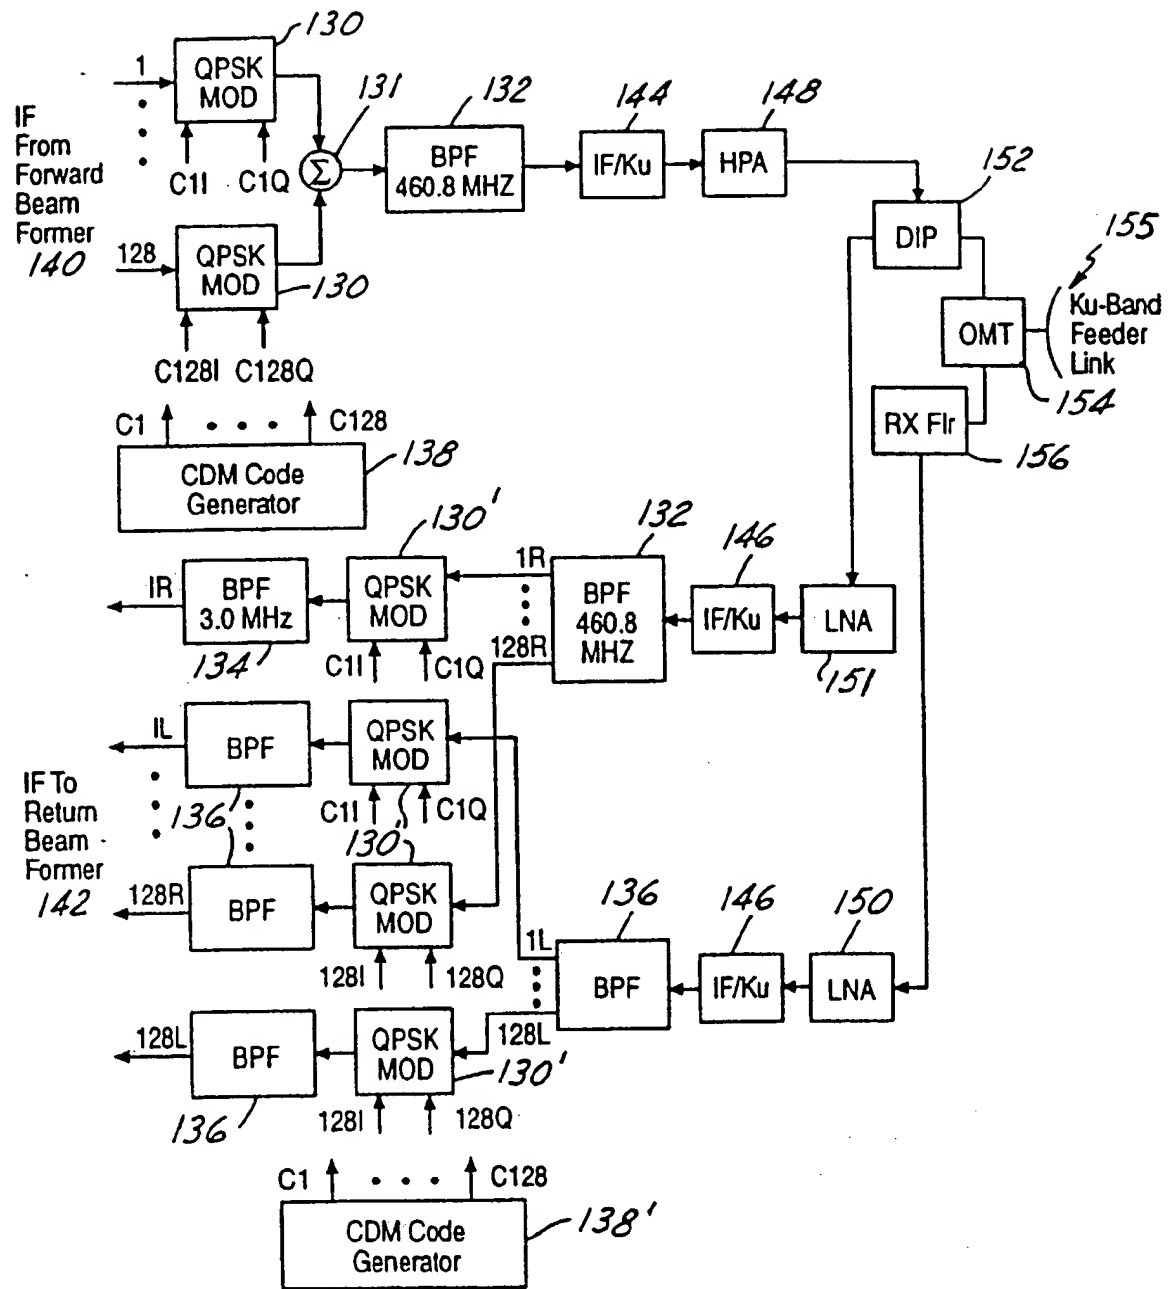 130
1
QPSK
MOD
131
132
144
148
IF
From
Forward
Beam
Former
140
C1I C1Q
Σ
BPF
460.8 MHZ
IF/Ku
HPA
152
DIP
155
128
QPSK
MOD
130
Ku-Band
Feeder
Link
OMT
154
C128I C128Q
RX Flr
156
C1 • • • C128
CDM Code
Generator
138
130'
132
146
IR
BPF
3.0 MHz
134
QPSK
MOD
C1I C1Q
1R
128R
BPF
460.8
MHZ
IF/Ku
LNA
151
IL
BPF
136
QPSK
MOD
C1I C1Q
130'
IF To
Return
Beam
Former
142
128R
BPF
QPSK
MOD
128I 128Q
136
146
150
1L
128L
BPF
IF/Ku
LNA
128L
BPF
136
QPSK
MOD
130'
128I 128Q
C1 • • • C128
CDM Code
Generator
138'